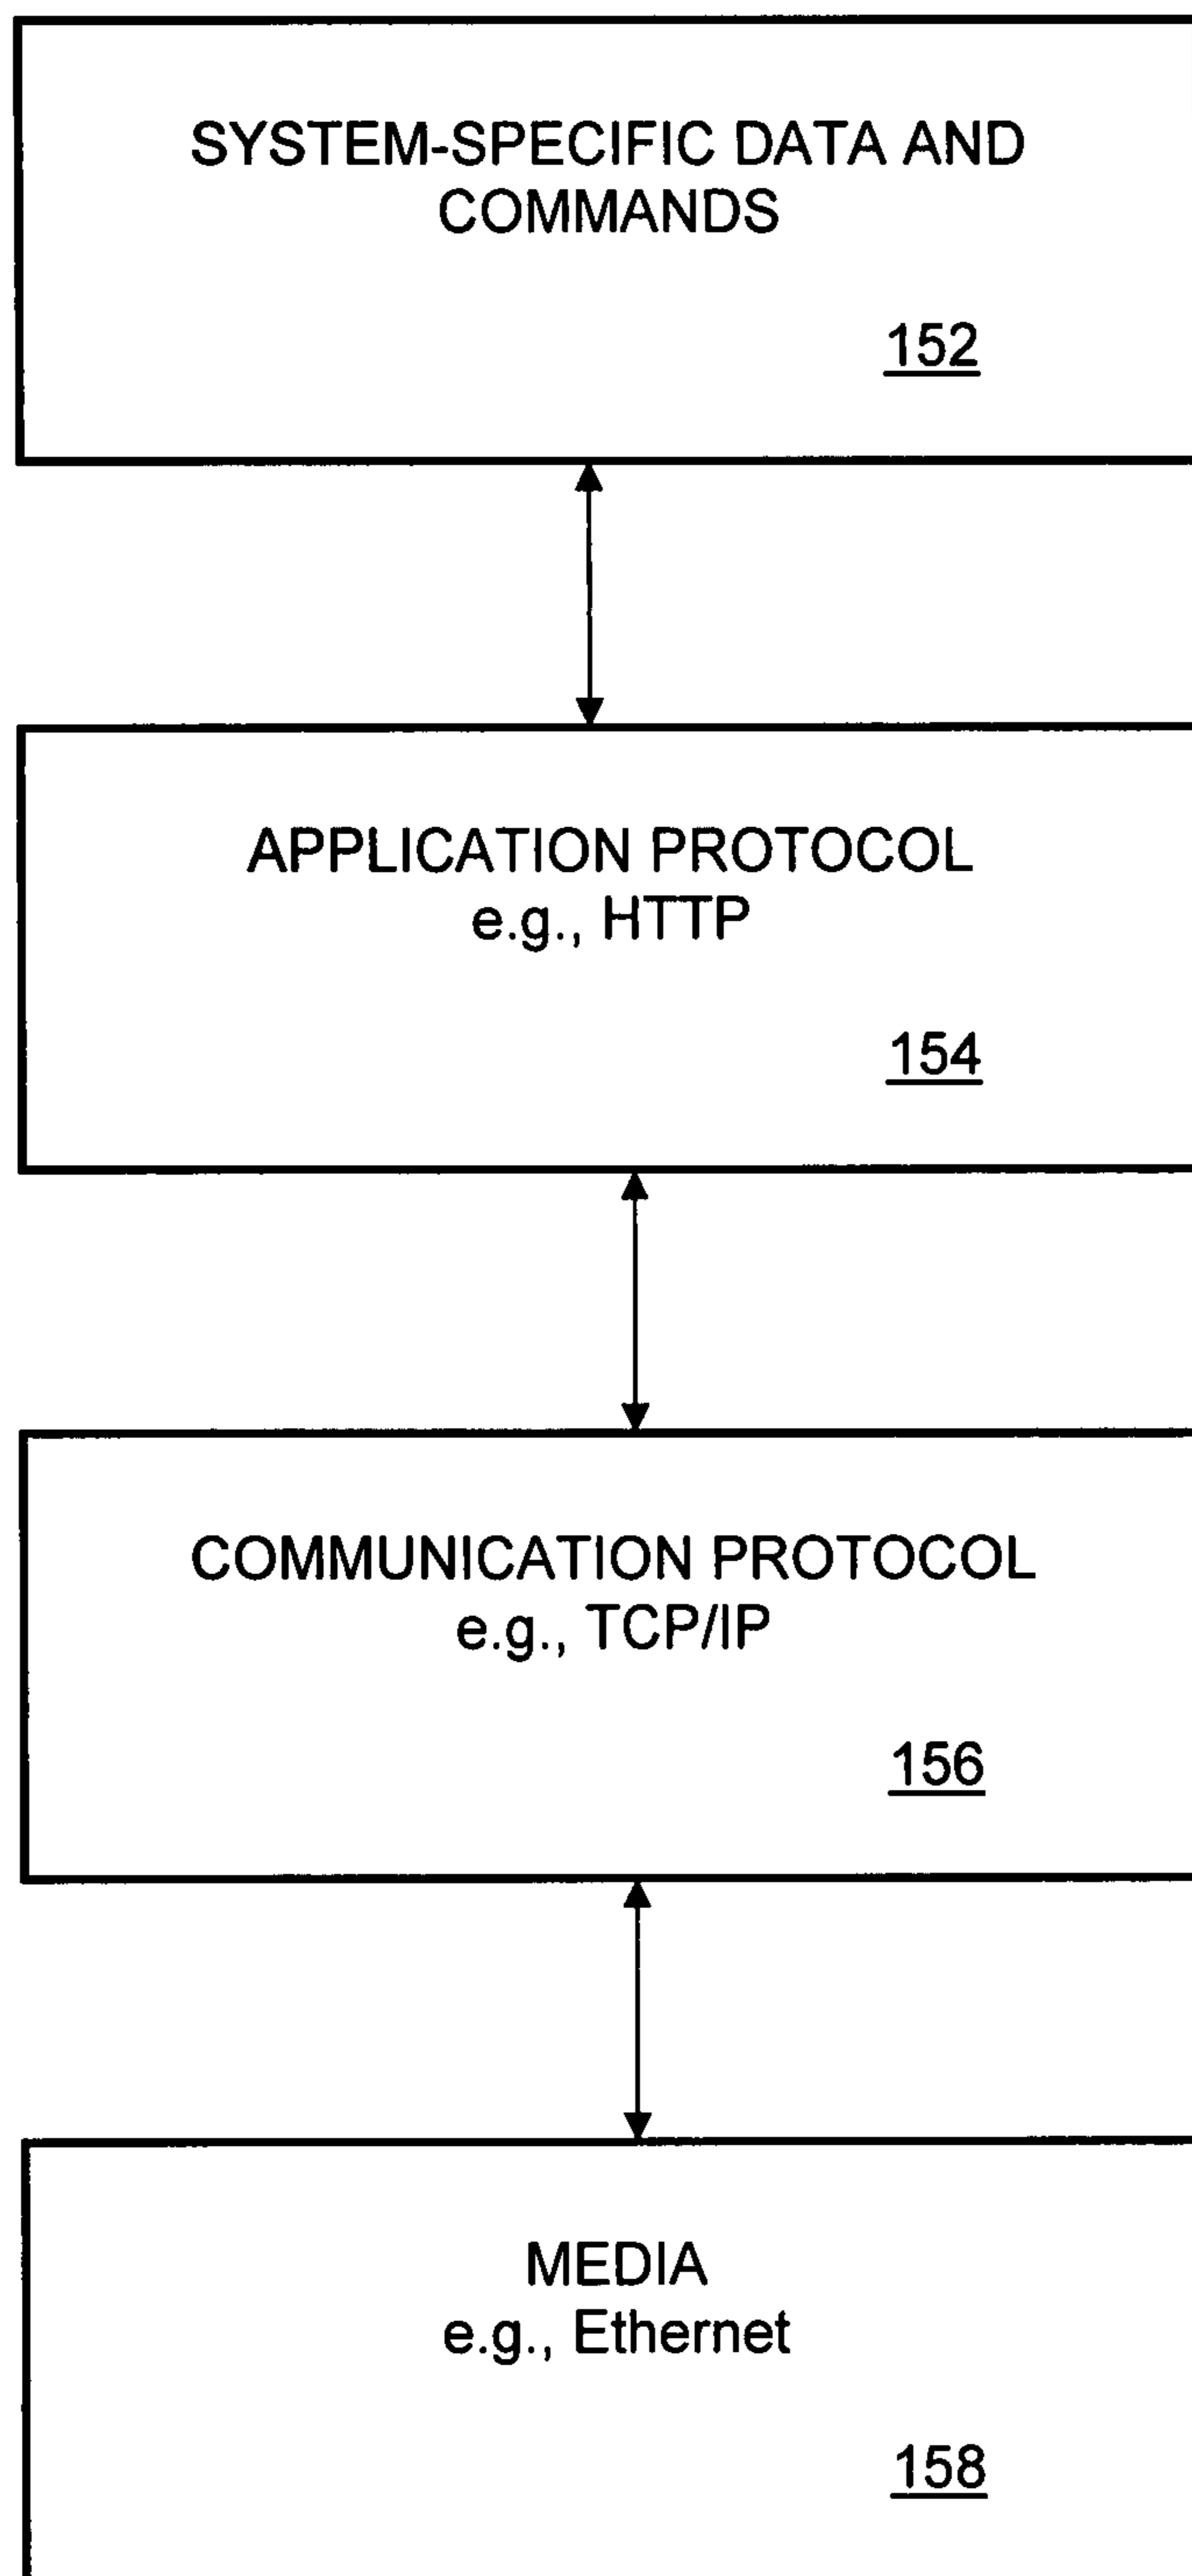 SYSTEM-SPECIFIC DATA AND
COMMANDS
152
APPLICATION PROTOCOL
e.g., HTTP
154
COMMUNICATION PROTOCOL
e.g., TCP/IP
156
MEDIA
e.g., Ethernet
158